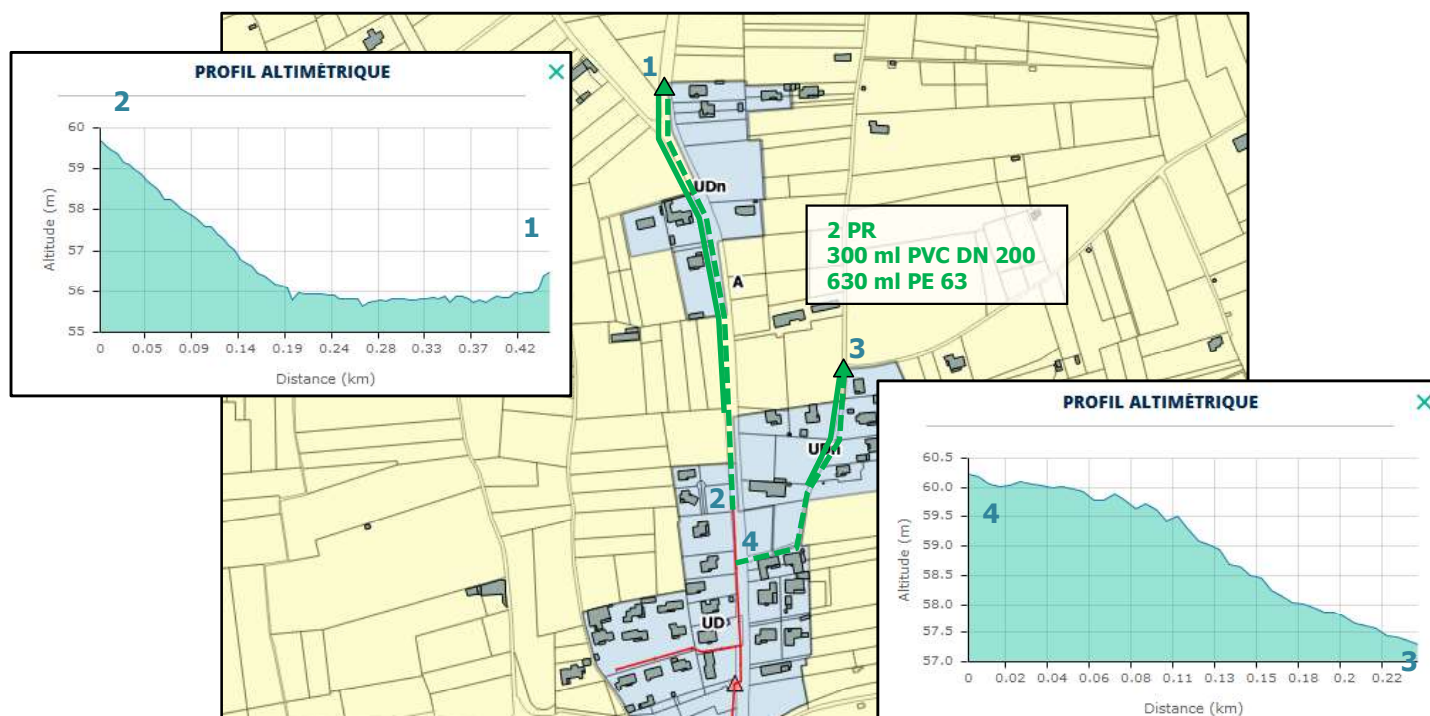 PROFIL ALTIMÉTRIQUE ×
2
60
59
58
57
56
55
Altitude (m)
1
0 0.05 0.09 0.14 0.19 0.24 0.28 0.33 0.37 0.42
Distance (km)
1
UDn
A
2 PR
300 ml PVC DN 200
630 ml PE 63
3
UDn
2
4
UD
PROFIL ALTIMÉTRIQUE ×
60.5
60.0
59.5
59.0
58.5
58.0
57.5
57.0
Altitude (m)
4
3
0 0.02 0.04 0.06 0.08 0.11 0.13 0.15 0.18 0.2 0.22
Distance (km)